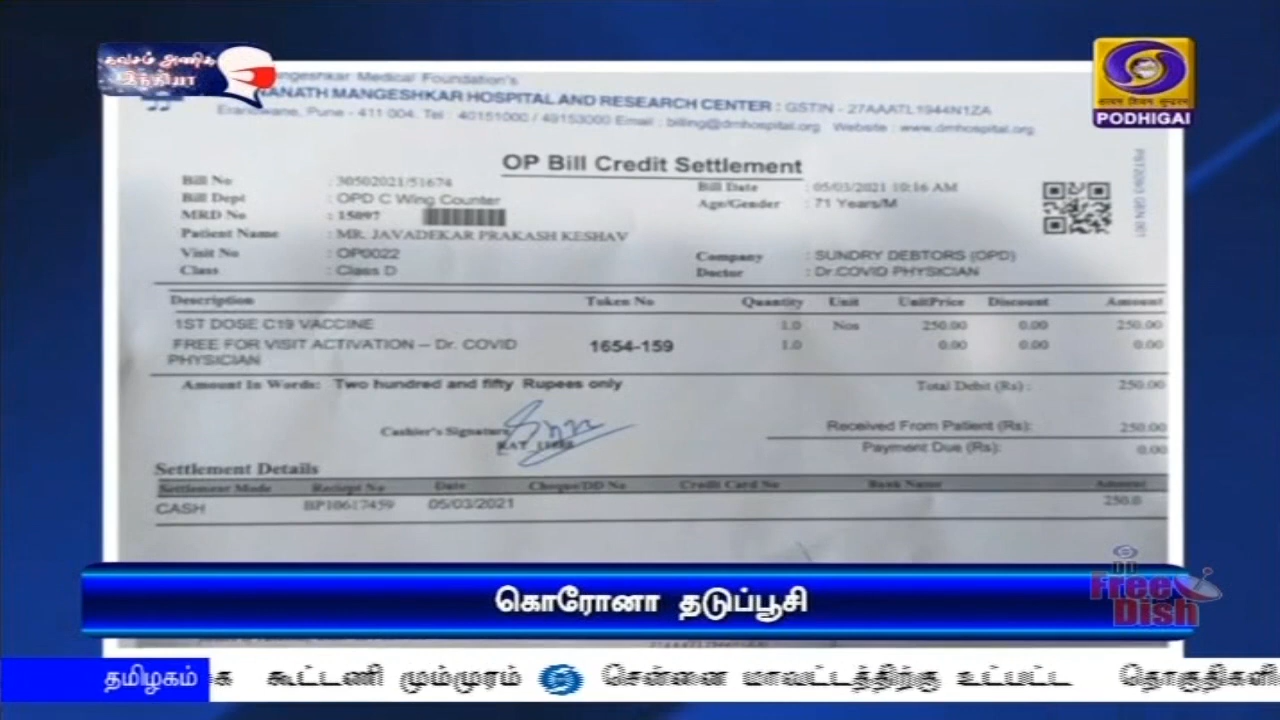 கவசம் அணிக
இந்தியா
PODHIGAI
angeshkar Medical Foundation's
NANATH MANGESHKAR HOSPITAL AND RESEARCH CENTER : GSTIN - 27AAATL1944N1ZA
Erandwane, Pune - 411 004. Tel : 40151000 / 49153000 Email : billing@dmhospital.org Website : www.dmhospital.org
OP Bill Credit Settlement
Bill No : 30502021/51674 Bill Date : 05/03/2021 10:16 AM
Bill Dept : OPD C Wing Counter Age/Gender : 71 Years/M
MRD No : 15097
Patient Name : MR. JAVADEKAR PRAKASH KESHAV
Visit No : OP0022 Company : SUNDRY DEBTORS (OPD)
Class : Class D Doctor : Dr.COVID PHYSICIAN
Description Token No Quantity Unit UnitPrice Discount Amount
1ST DOSE C19 VACCINE 1.0 Nos 250.00 0.00 250.00
FREE FOR VISIT ACTIVATION -- Dr. COVID 1654-159 1.0 0.00 0.00 0.00
PHYSICIAN
Amount In Words: Two hundred and fifty Rupees only Total Debit (Rs) : 250.00
Cashier's Signature Received From Patient (Rs): 250.00
Payment Due (Rs): 0.00
Settlement Details
Settlement Mode Receipt No Date Cheque/DD No Credit Card No Bank Name Amount
CASH BP10617459 05/03/2021 250.0
கொரோனா தடுப்பூசி
DD Free Dish
தமிழகம் க கூட்டணி மும்முரம் சென்னை மாவட்டத்திற்கு உட்பட்ட தொகுதிகளி